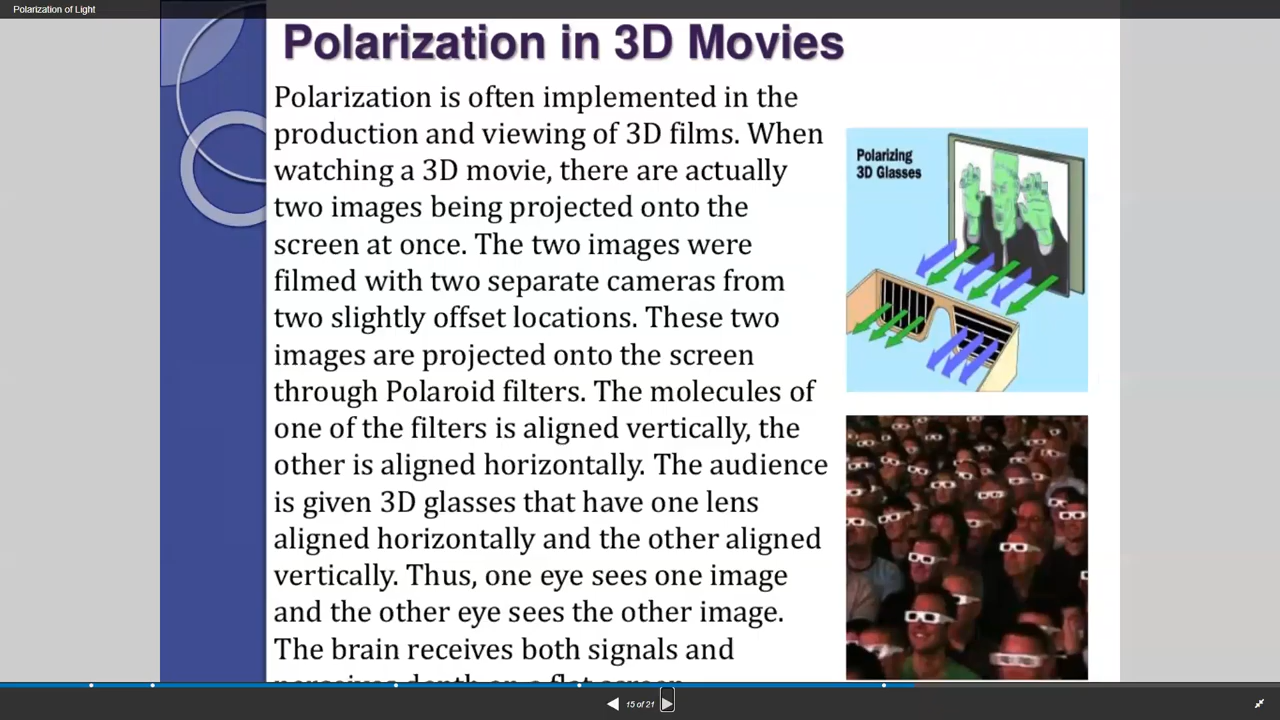 Polarization of Light
Polarization in 3D Movies
Polarization is often implemented in the
production and viewing of 3D films. When
watching a 3D movie, there are actually
two images being projected onto the
screen at once. The two images were
filmed with two separate cameras from
two slightly offset locations. These two
images are projected onto the screen
through Polaroid filters. The molecules of
one of the filters is aligned vertically, the
other is aligned horizontally. The audience
is given 3D glasses that have one lens
aligned horizontally and the other aligned
vertically. Thus, one eye sees one image
and the other eye sees the other image.
The brain receives both signals and
perceives depth on a flat screen
Polarizing
3D Glasses
15 of 21